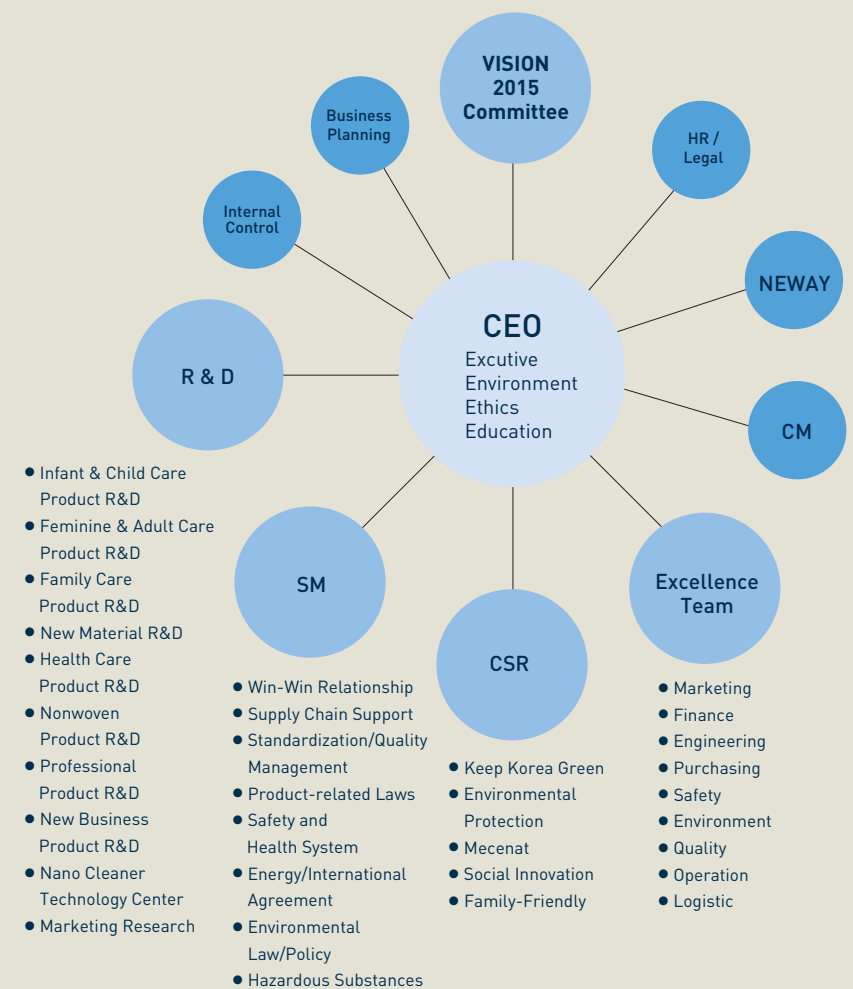 VISION
2015
Committee
Business
Planning
HR /
Legal
Internal
Control
NEWAY
CEO
Excutive
Environment
Ethics
Education
R & D
CM
● Infant & Child Care
Product R&D
● Feminine & Adult Care
Product R&D
● Family Care
Product R&D
● New Material R&D
● Health Care
Product R&D
● Nonwoven
Product R&D
● Professional
Product R&D
● New Business
Product R&D
● Nano Cleaner
Technology Center
● Marketing Research
SM
● Win-Win Relationship
● Supply Chain Support
● Standardization/Quality
Management
● Product-related Laws
● Safety and
Health System
● Energy/International
Agreement
● Environmental
Law/Policy
● Hazardous Substances
CSR
● Keep Korea Green
● Environmental
Protection
● Mecenat
● Social Innovation
● Family-Friendly
Excellence
Team
● Marketing
● Finance
● Engineering
● Purchasing
● Safety
● Environment
● Quality
● Operation
● Logistic